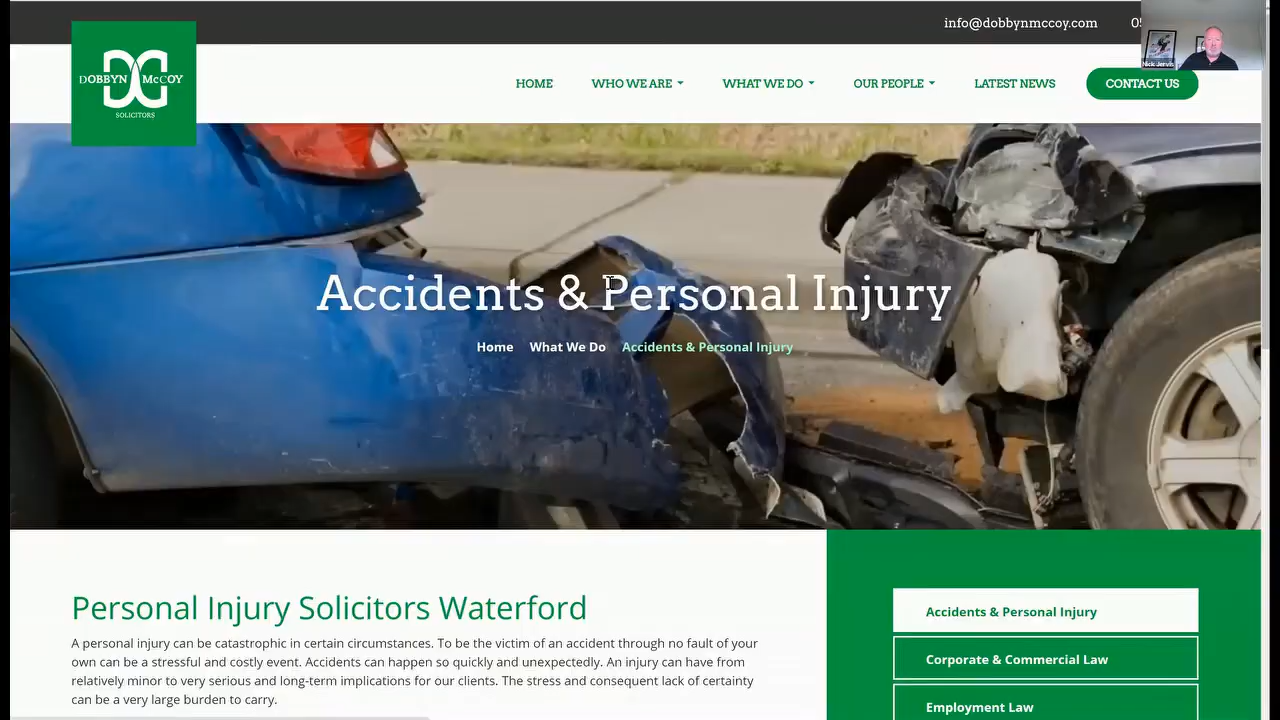 info@dobbynmccoy.com
05
Nick Jervis
DOBBYN McCOY
SOLICITORS
HOME
WHO WE ARE
WHAT WE DO
OUR PEOPLE
LATEST NEWS
CONTACT US
Accidents & Personal Injury
Home What We Do Accidents & Personal Injury
Personal Injury Solicitors Waterford
A personal injury can be catastrophic in certain circumstances. To be the victim of an accident through no fault of your
own can be a stressful and costly event. Accidents can happen so quickly and unexpectedly. An injury can have from
relatively minor to very serious and long-term implications for our clients. The stress and consequent lack of certainty
can be a very large burden to carry.
Accidents & Personal Injury
Corporate & Commercial Law
Employment Law